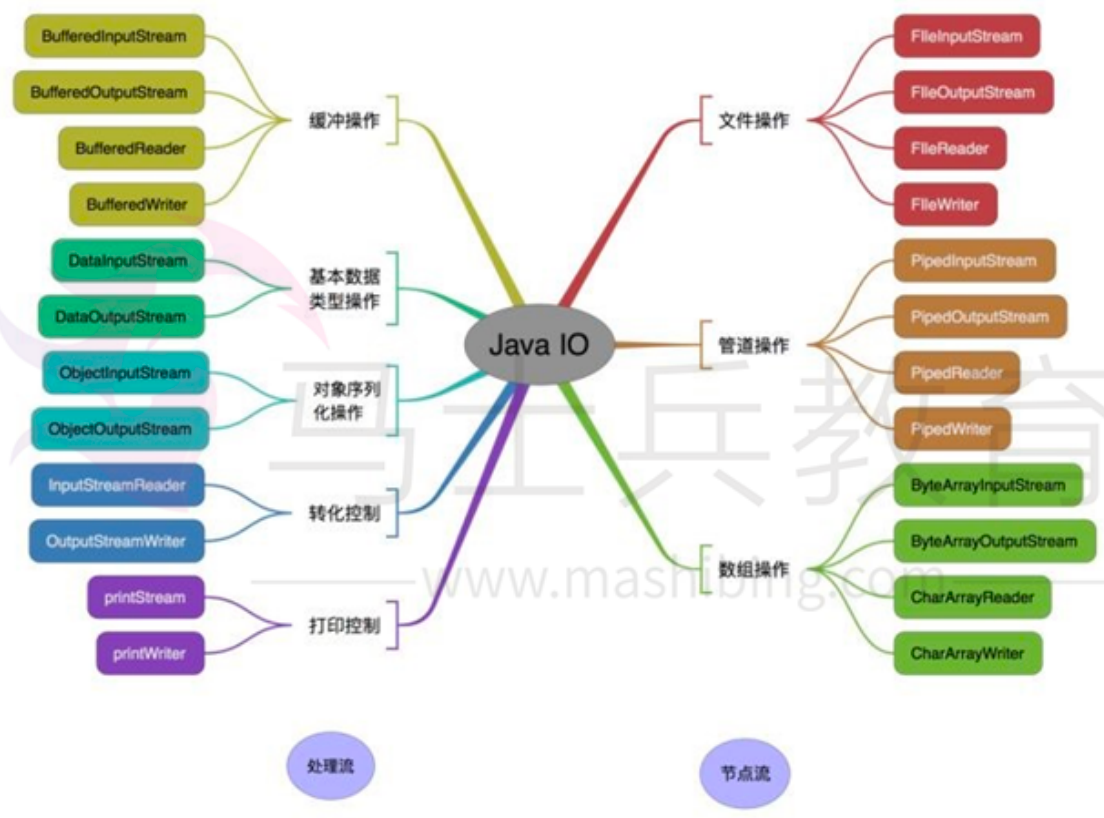 BufferedInputStream
BufferedOutputStream
BufferedReader
BufferedWriter
缓冲操作
DataInputStream
DataOutputStream
基本数据
类型操作
ObjectInputStream
ObjectOutputStream
对象序列
化操作
InputStreamReader
OutputStreamWriter
转化控制
printStream
printWriter
打印控制
Java IO
文件操作
FIleInputStream
FIleOutputStream
FIleReader
FIleWriter
管道操作
PipedInputStream
PipedOutputStream
PipedReader
PipedWriter
数组操作
ByteArrayInputStream
ByteArrayOutputStream
CharArrayReader
CharArrayWriter
处理流
节点流
马士兵教育
www.mashibing.com